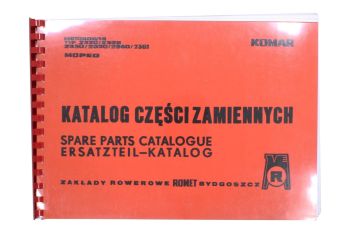 KOMAR
MOPED
KATALOG CZĘŚCI ZAMIENNYCH
SPARE PARTS CATALOGUE
ERSATZTEIL-KATALOG
R
ZAKŁADY ROWEROWE ROMET BYDGOSZCZ